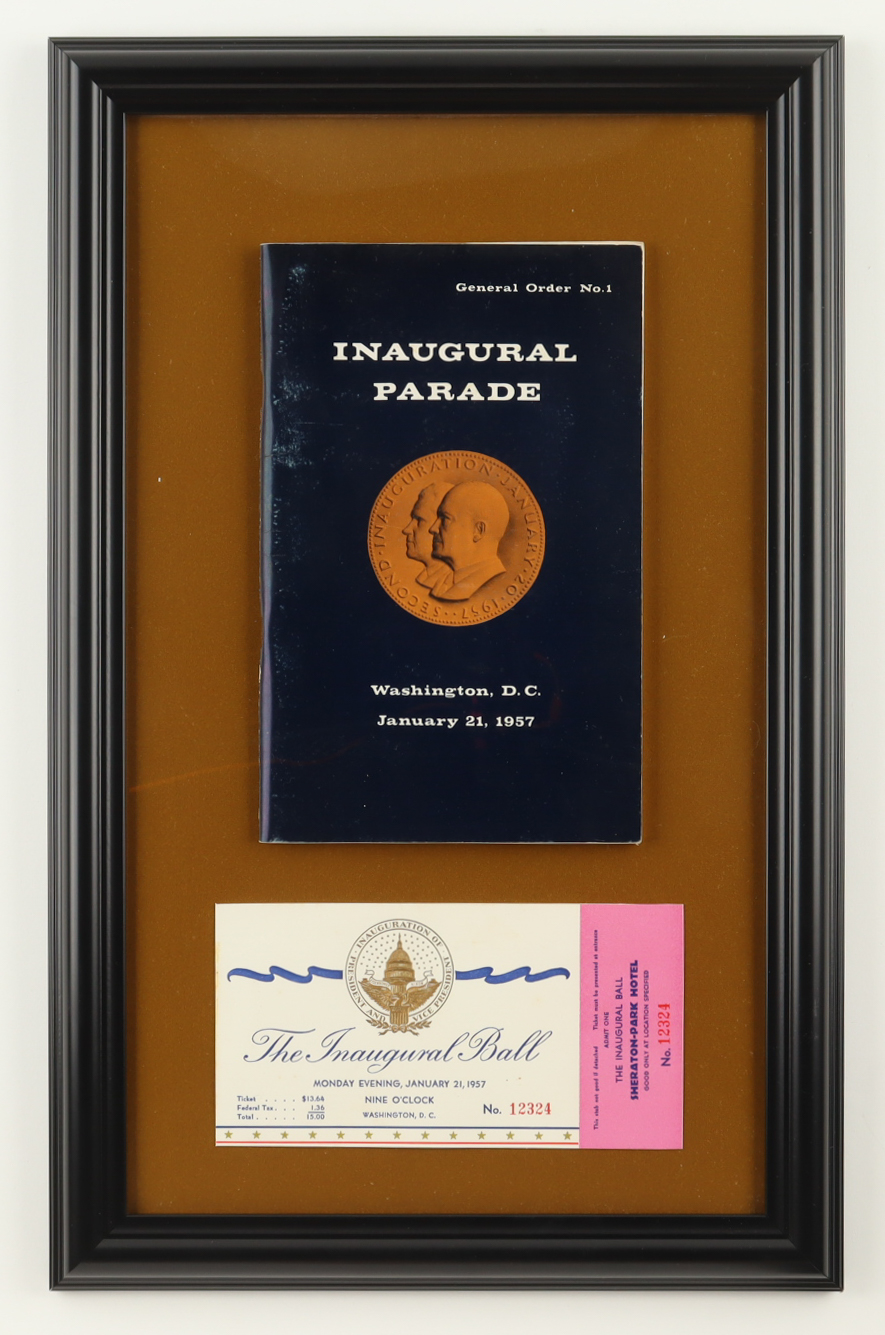 General Order No.1
INAUGURAL
PARADE
SECOND · INAUGURATION · JANUARY · 20 · 1957 ··
Washington, D.C.
January 21, 1957
INAUGURATION OF PRESIDENT AND VICE PRESIDENT
The Inaugural Ball
MONDAY EVENING, JANUARY 21, 1957
NINE O'CLOCK
WASHINGTON, D. C.
Ticket . . . . $13.64
Federal Tax . . . 1.36
Total . . . . . 15.00
No. 12324
This stub not good if detached Ticket must be presented at entrance
ADMIT ONE
THE INAUGURAL BALL
SHERATON-PARK HOTEL
GOOD ONLY AT LOCATION SPECIFIED
No. 12324